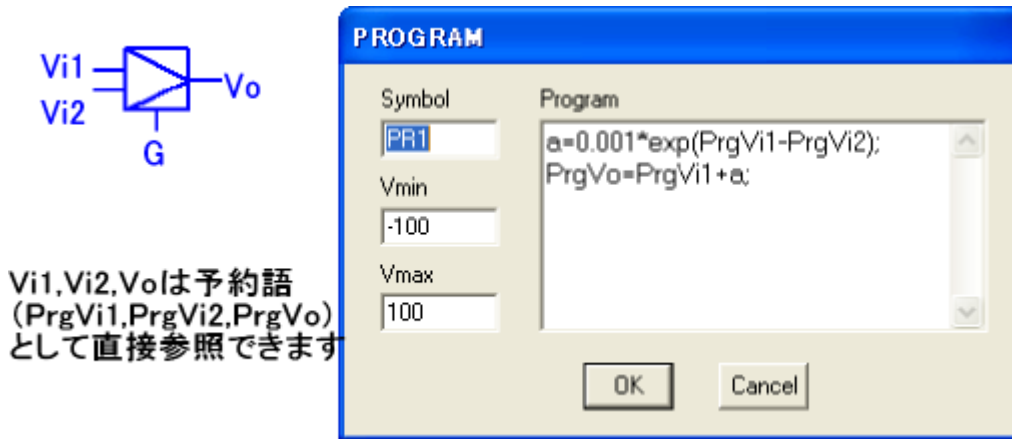 Vi1
Vi2
Vo
G
Vi1,Vi2,Voは予約語
(PrgVi1,PrgVi2,PrgVo)
として直接参照できます
PROGRAM
Symbol
PR1
Vmin
-100
Vmax
100
Program
a=0.001*exp(PrgVi1-PrgVi2);
PrgVo=PrgVi1+a;
OK
Cancel